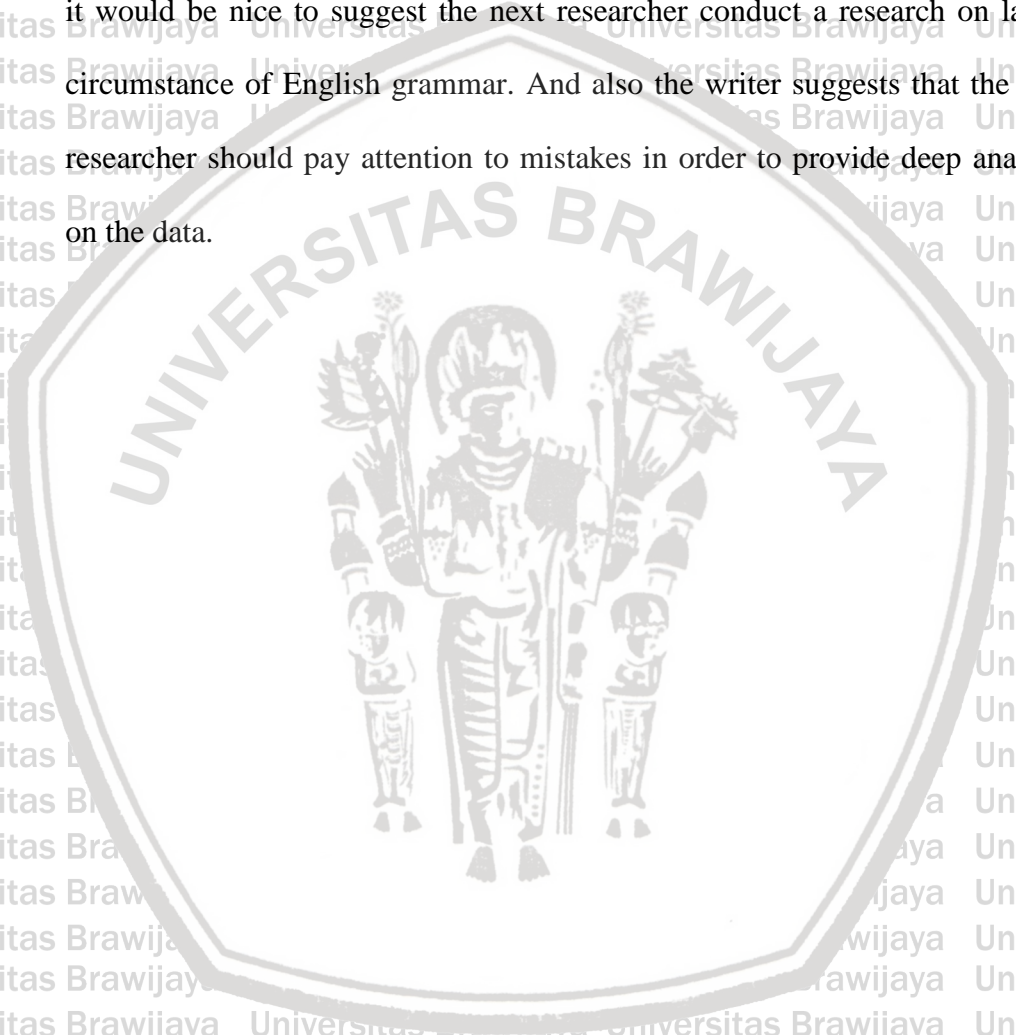 it would be nice to suggest the next researcher conduct a research on la
circumstance of English grammar. And also the writer suggests that the
researcher should pay attention to mistakes in order to provide deep ana
on the data.
UNIVERSITAS BRAWIJAYA